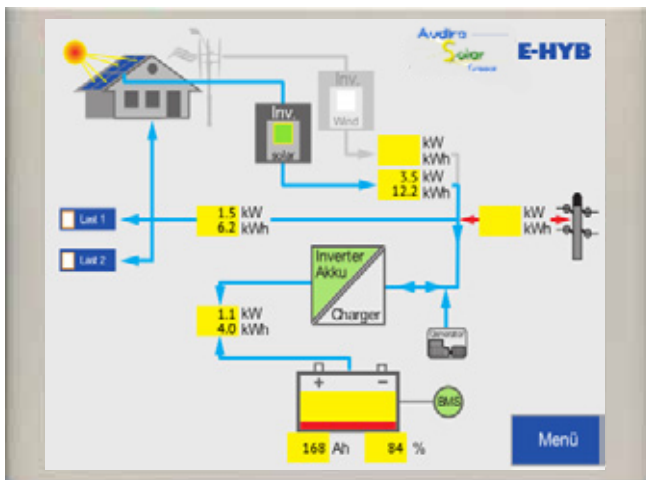 Audiro
Solar
E-HYB
Inv.
Wind
Inv.
solar
kW
kWh
3.5 kW
12.2 kWh
Last 1
1.5 kW
6.2 kWh
kW
kWh
Last 2
Inverter
Akku
Charger
1.1 kW
4.0 kWh
Generator
+ −
BMS
168 Ah 84 %
Menü